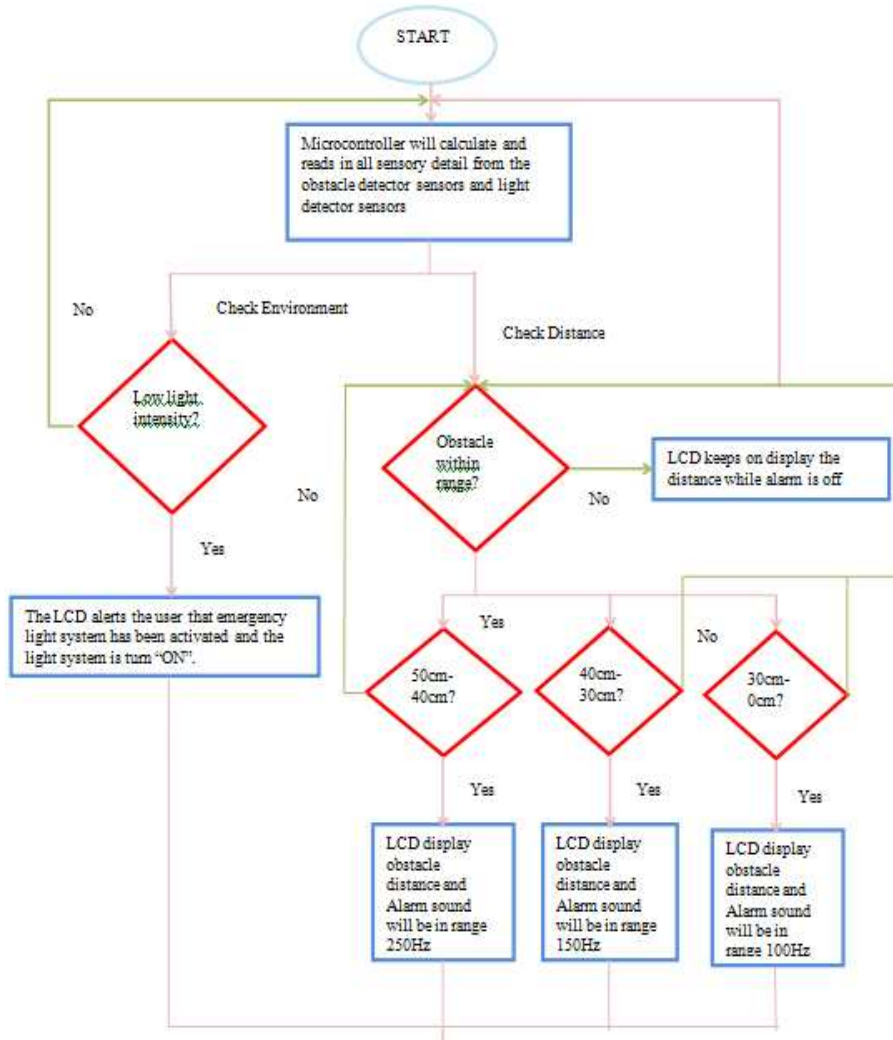 START
Microcontroller will calculate and
reads in all sensory detail from the
obstacle detector sensors and light
detector sensors
No
Check Environment
Check Distance
Low light
intensity?
Obstacle
within
range?
LCD keeps on display the
distance while alarm is off
No
No
Yes
The LCD alerts the user that emergency
light system has been activated and the
light system is turn “ON”.
Yes
No
50cm-
40cm?
40cm-
30cm?
30cm-
0cm?
Yes
Yes
Yes
LCD display
obstacle
distance and
Alarm sound
will be in range
250Hz
LCD display
obstacle
distance and
Alarm sound
will be in range
150Hz
LCD display
obstacle
distance and
Alarm sound
will be in
range 100Hz